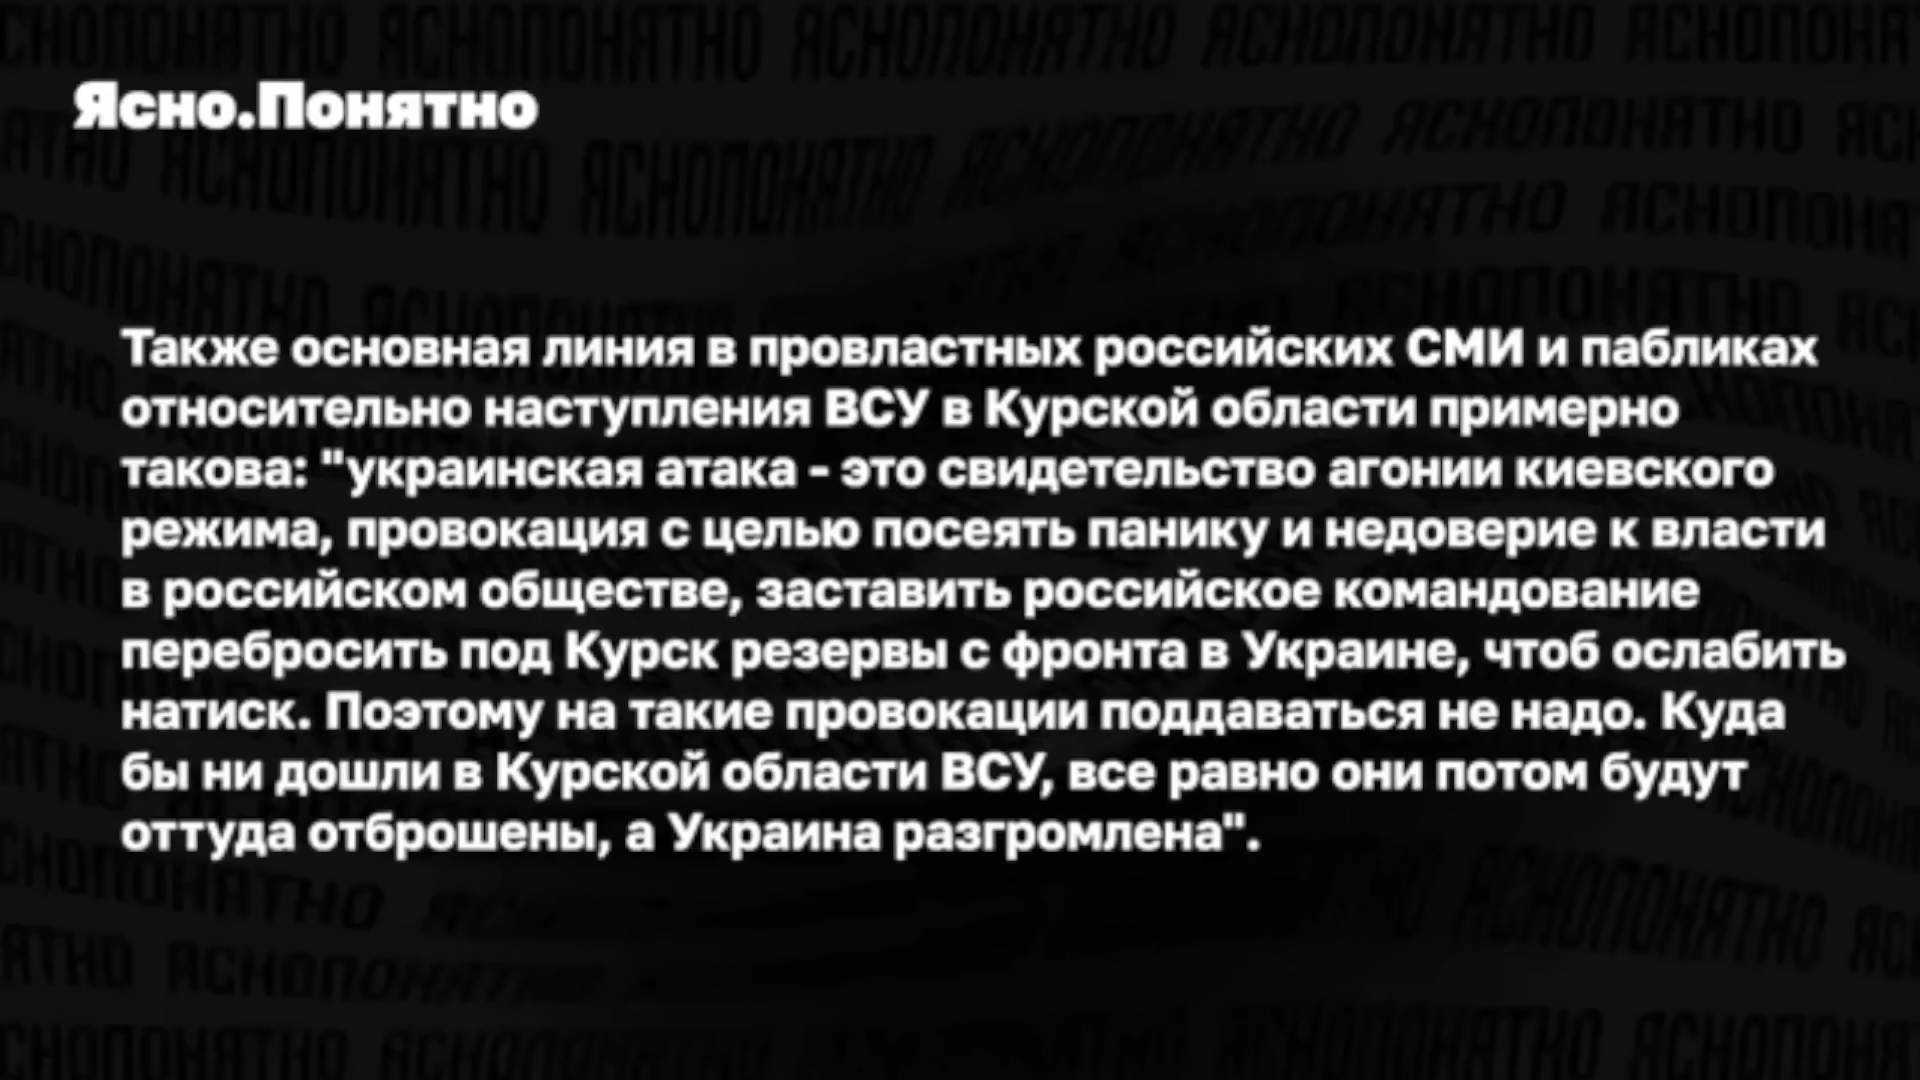 Ясно.Понятно
Также основная линия в провластных российских СМИ и пабликах
относительно наступления ВСУ в Курской области примерно
такова: "украинская атака - это свидетельство агонии киевского
режима, провокация с целью посеять панику и недоверие к власти
в российском обществе, заставить российское командование
перебросить под Курск резервы с фронта в Украине, чтоб ослабить
натиск. Поэтому на такие провокации поддаваться не надо. Куда
бы ни дошли в Курской области ВСУ, все равно они потом будут
оттуда отброшены, а Украина разгромлена".